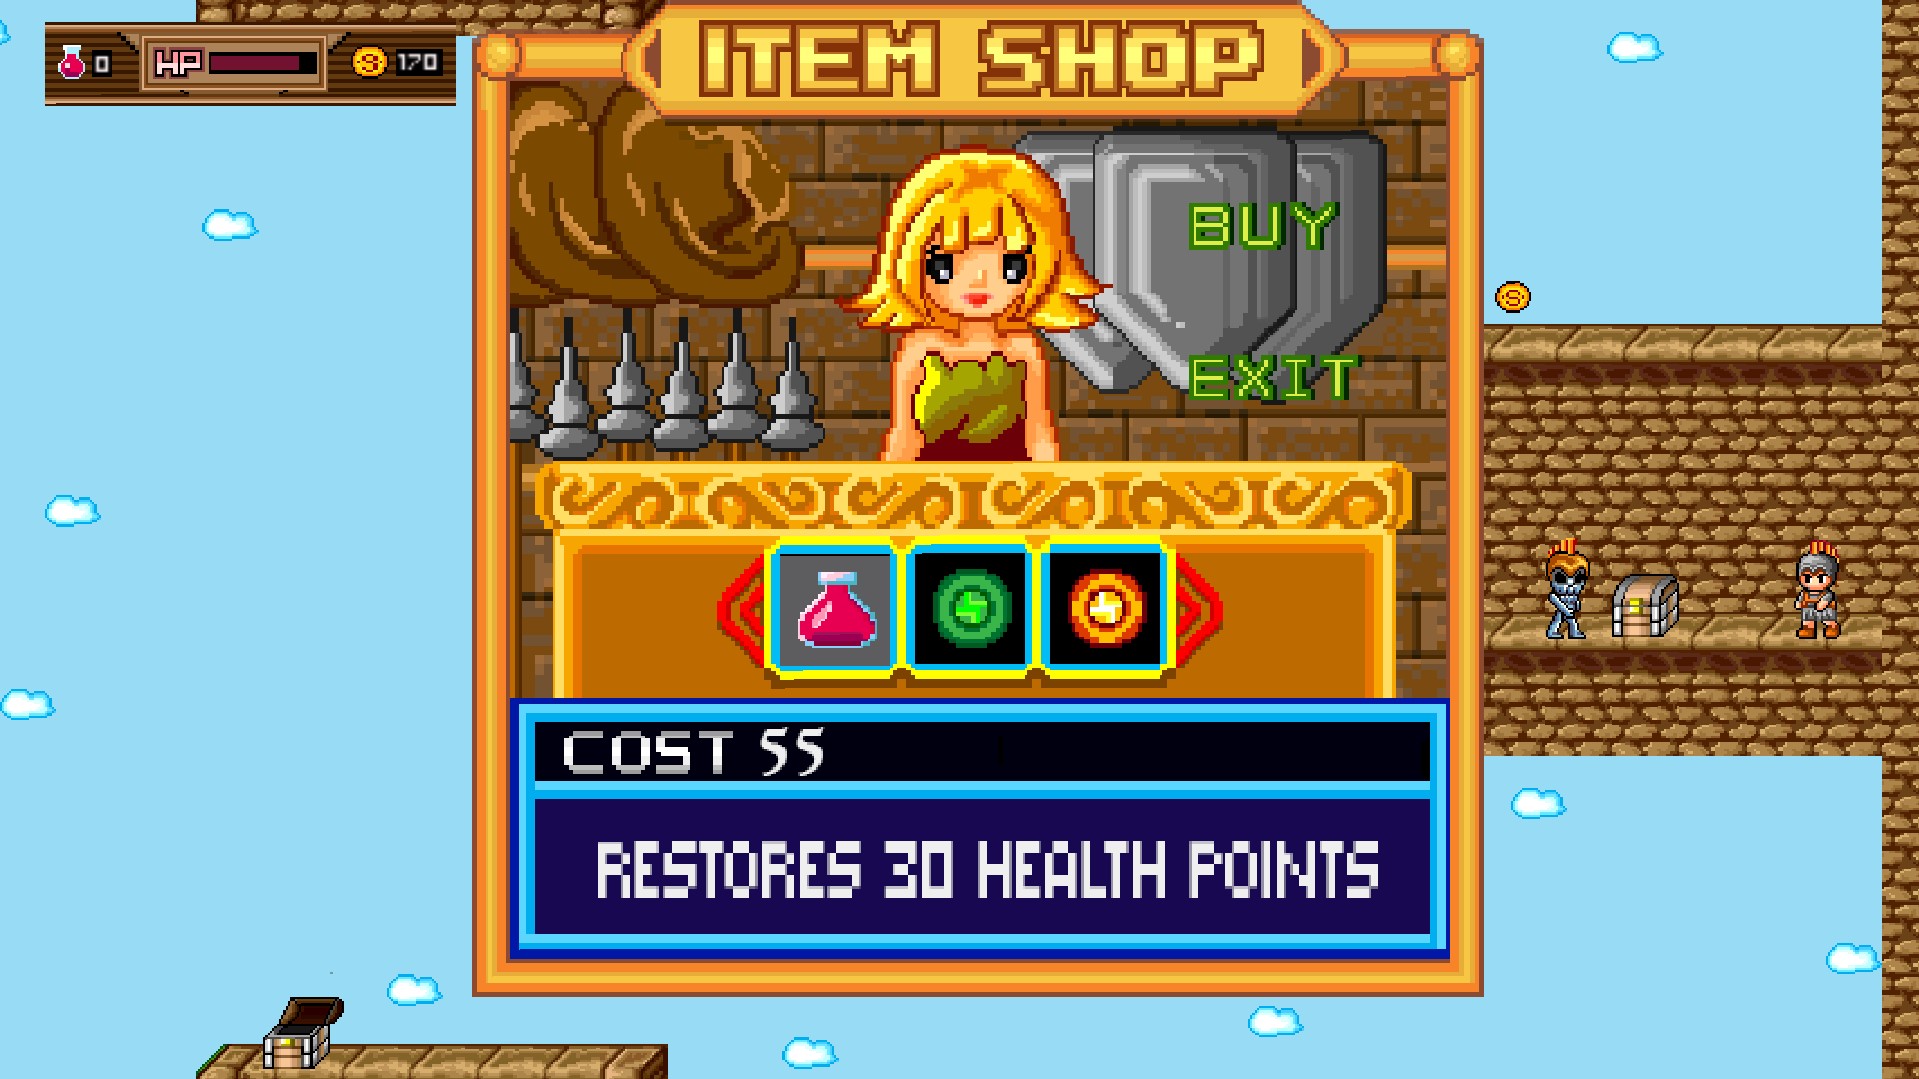 ITEM SHOP
0 HP 170
BUY
EXIT
COST 55
RESTORES 30 HEALTH POINTS